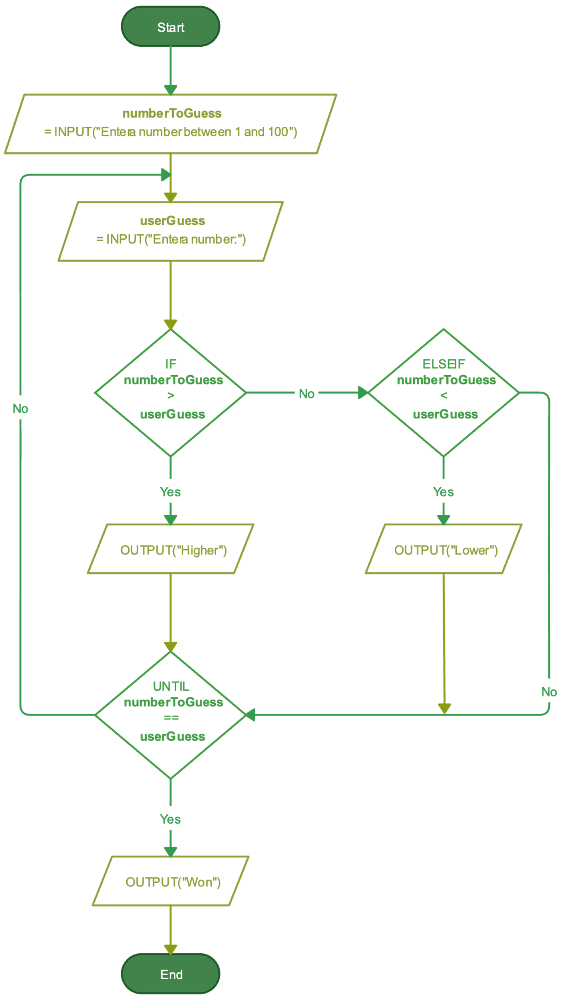 Start
numberToGuess
= INPUT("Enter a number between 1 and 100")
userGuess
= INPUT("Enter a number:")
IF
numberToGuess
>
userGuess
No
ELSEIF
numberToGuess
<
userGuess
No
Yes
Yes
OUTPUT("Higher")
OUTPUT("Lower")
UNTIL
numberToGuess
==
userGuess
No
Yes
OUTPUT("Won")
End